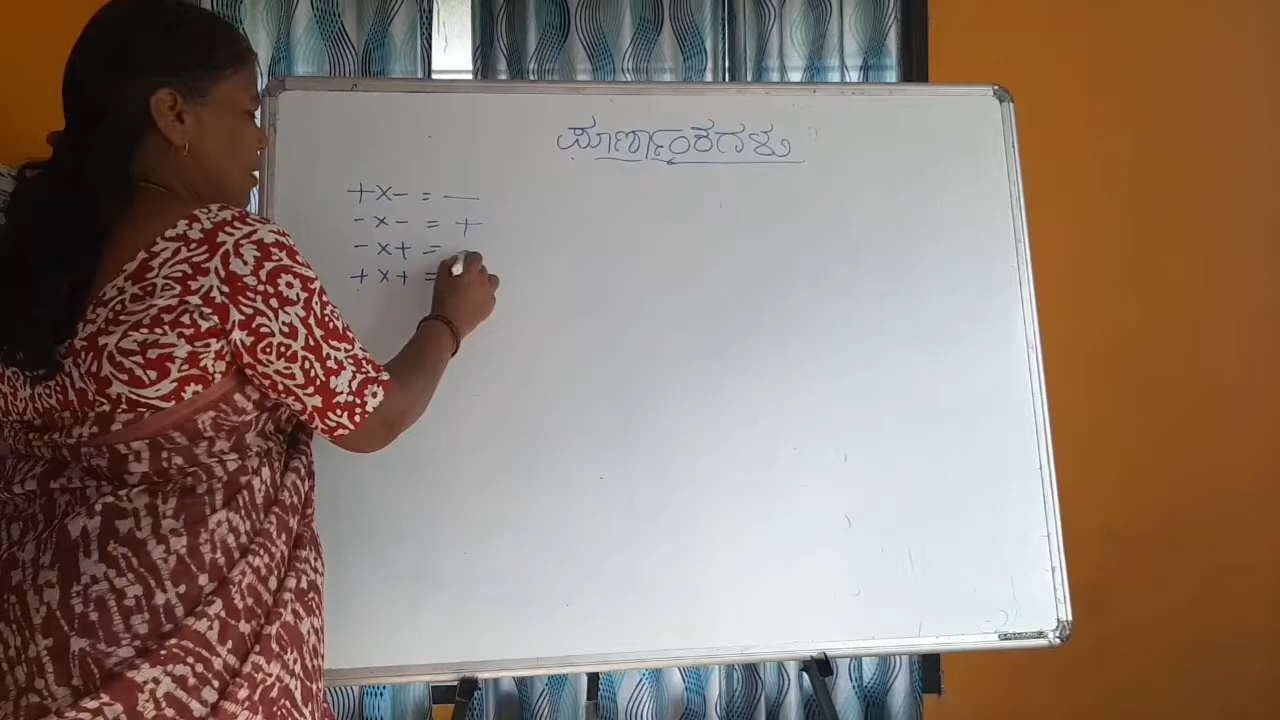 ಪೂರ್ಣಾಂಕಗಳು
+ x - = -
- x - = +
- x + =
+ x + =